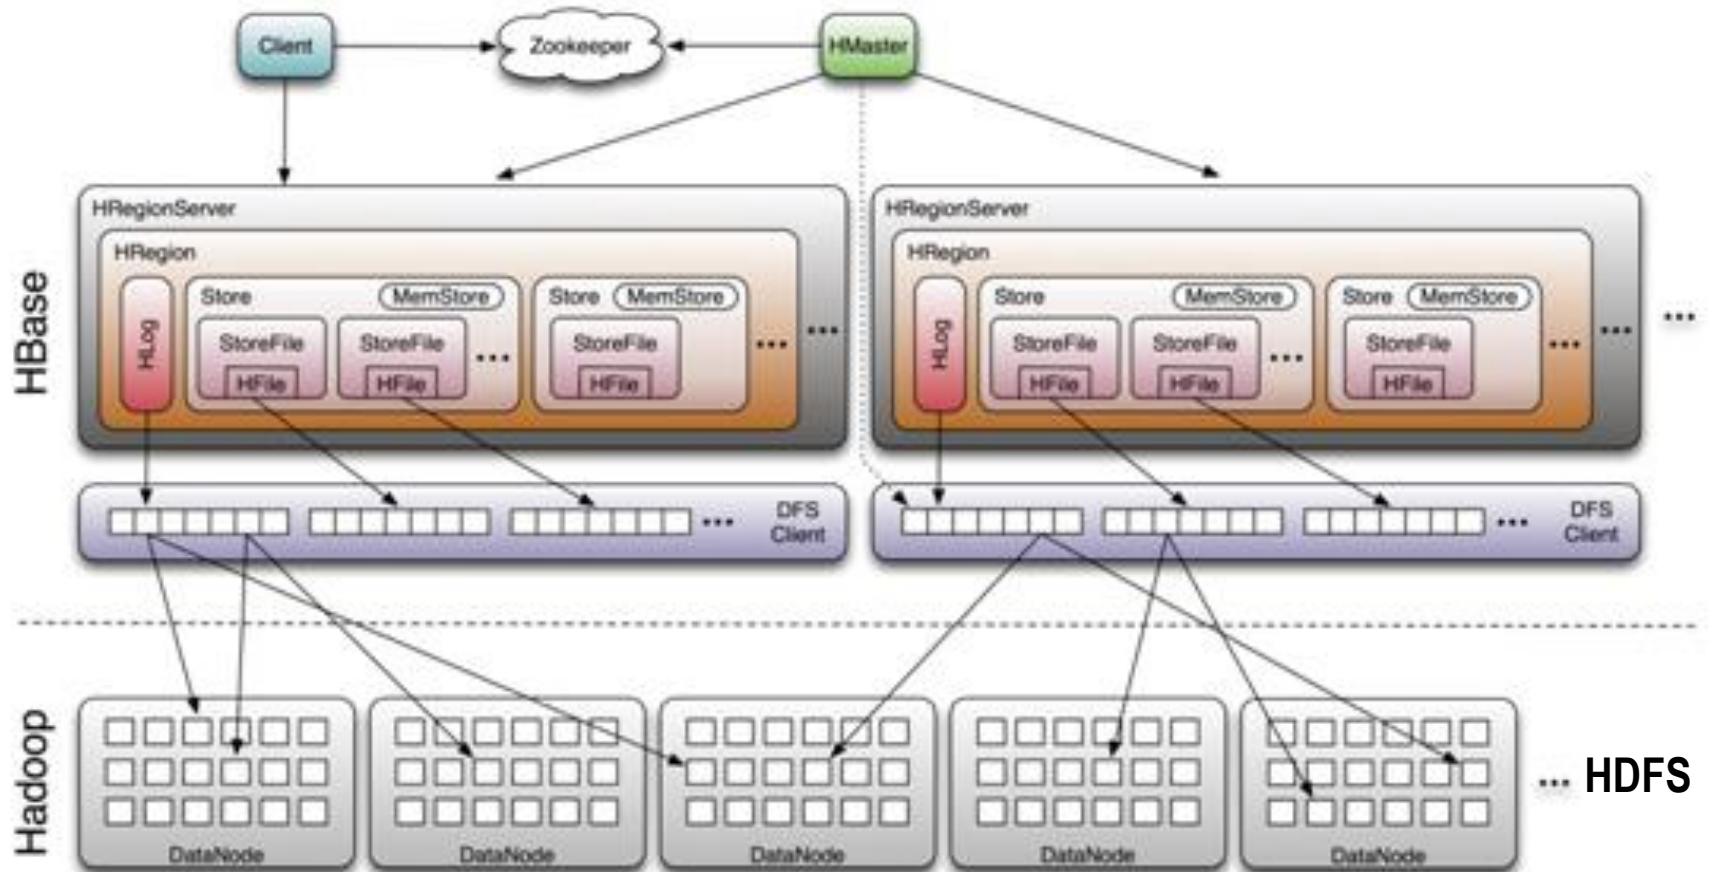 Client
Zookeeper
HMaster
HBase
HRegionServer
HRegion
HLog
Store
MemStore
StoreFile
HFile
StoreFile
HFile
...
Store
MemStore
StoreFile
HFile
...
...
HRegionServer
HRegion
HLog
Store
MemStore
StoreFile
HFile
StoreFile
HFile
...
Store
MemStore
StoreFile
HFile
...
...
...
...
DFS
Client
...
DFS
Client
Hadoop
DataNode
DataNode
DataNode
DataNode
DataNode
... HDFS